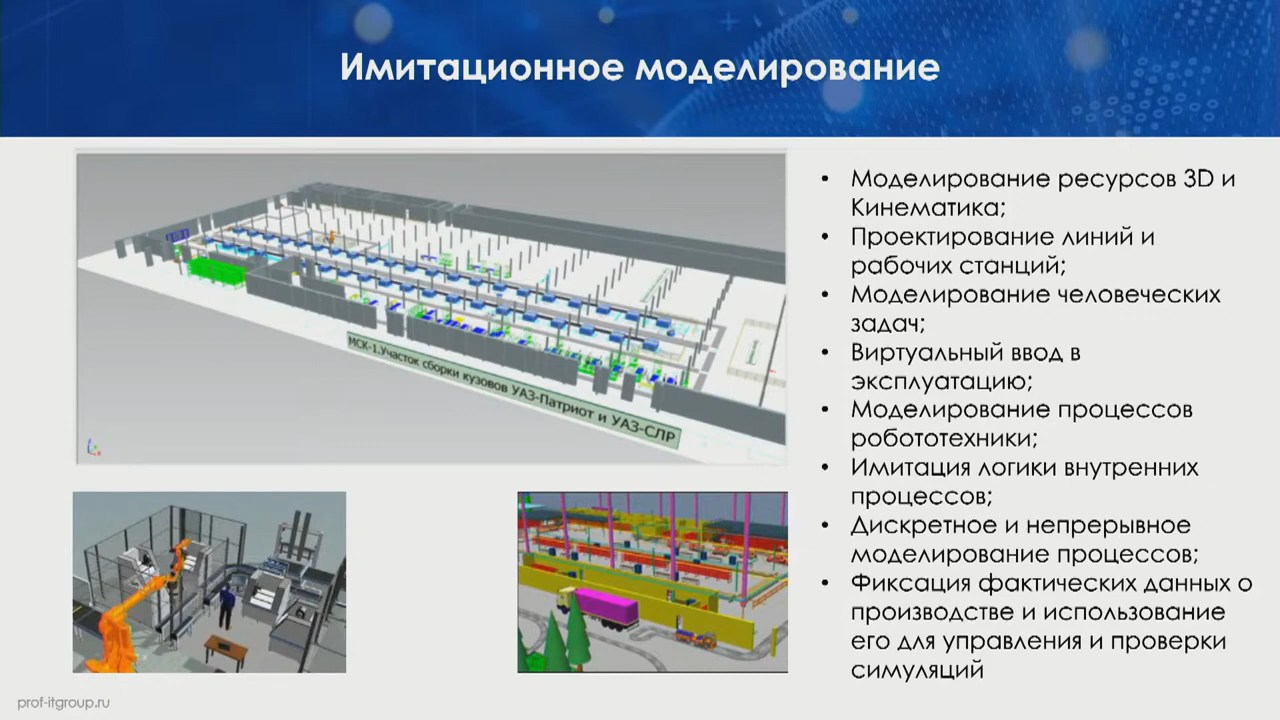 Имитационное моделирование
МСК-1.Участок сборки кузовов УАЗ-Патриот и УАЗ-СЛР
• Моделирование ресурсов 3D и
Кинематика;
• Проектирование линий и
рабочих станций;
• Моделирование человеческих
задач;
• Виртуальный ввод в
эксплуатацию;
• Моделирование процессов
робототехники;
• Имитация логики внутренних
процессов;
• Дискретное и непрерывное
моделирование процессов;
• Фиксация фактических данных о
производстве и использование
его для управления и проверки
симуляций
prof-itgroup.ru